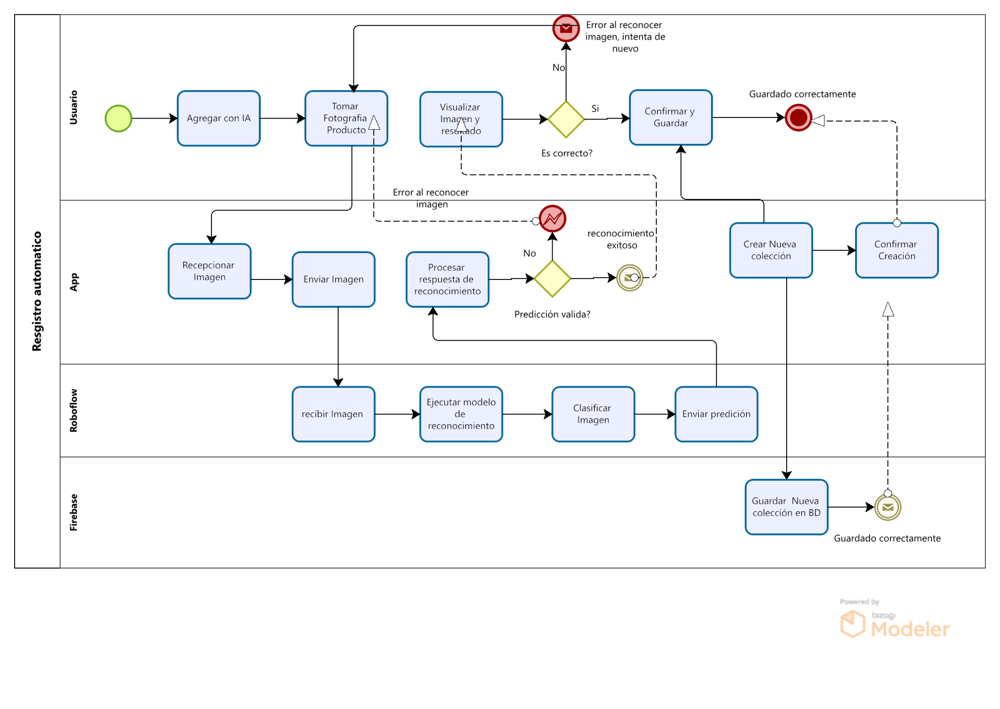 Resgistro automatico
Usuario
Error al reconocer
imagen, intenta de
nuevo
No
Agregar con IA
Tomar
Fotografia
Producto
Visualizar
Imagen y
resultado
Si
Es correcto?
Confirmar y
Guardar
Guardado correctamente
App
Error al reconocer
imagen
Recepcionar
Imagen
Enviar Imagen
Procesar
respuesta de
reconocimiento
No
Predicción valida?
reconocimiento
exitoso
Crear Nueva
colección
Confirmar
Creación
Roboflow
recibir Imagen
Ejecutar modelo
de
reconocimiento
Clasificar
Imagen
Enviar predición
Firebase
Guardar  Nueva
colección en BD
Guardado correctamente
Powered by
bizagi
Modeler